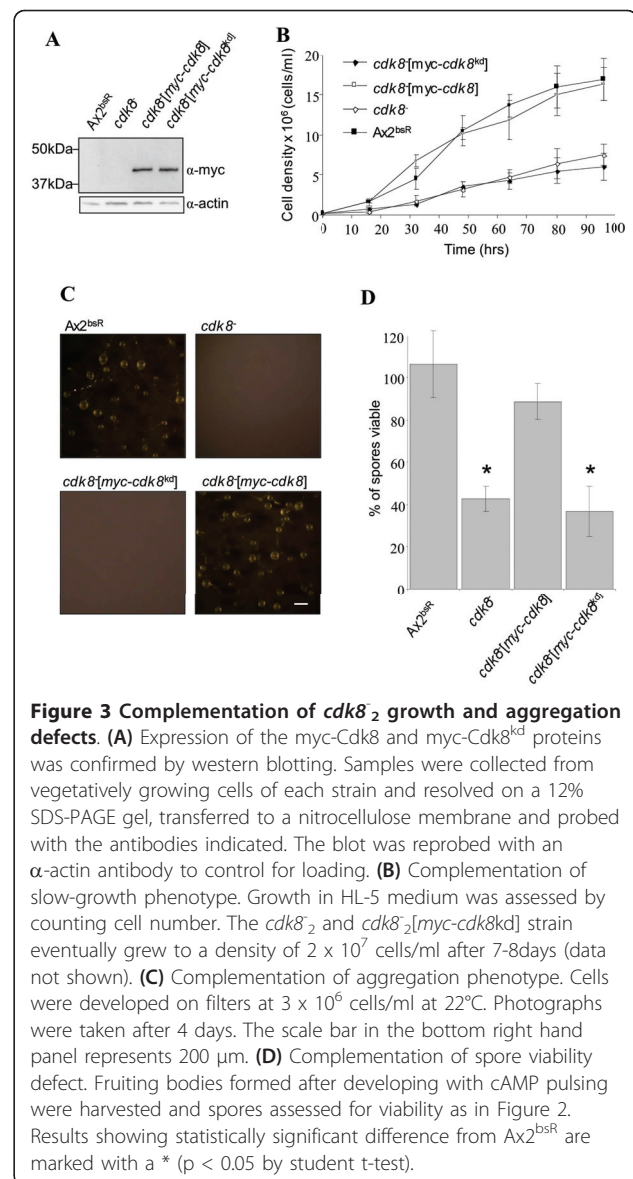 A
Ax2bsR
cdk8-
cdk8-[myc-cdk8]
cdk8-[myc-cdk8kd]
50kDa
37kDa
α-myc
α-actin
B
cdk8-[myc-cdk8kd]
cdk8-[myc-cdk8]
cdk8-
Ax2bsR
Cell density x 10⁶ (cells/ml)
20
15
10
5
0
0 10 20 30 40 50 60 70 80 90 100
Time (hrs)
C
Ax2bsR
cdk8-
cdk8-[myc-cdk8kd]
cdk8-[myc-cdk8]
D
% of spores viable
120
100
80
60
40
20
0
*
*
Ax2bsR
cdk8-
cdk8-[myc-cdk8]
cdk8-[myc-cdk8kd]
Figure 3 Complementation of cdk8-2 growth and aggregation
defects. (A) Expression of the myc-Cdk8 and myc-Cdk8kd proteins
was confirmed by western blotting. Samples were collected from
vegetatively growing cells of each strain and resolved on a 12%
SDS-PAGE gel, transferred to a nitrocellulose membrane and probed
with the antibodies indicated. The blot was reprobed with an
α-actin antibody to control for loading. (B) Complementation of
slow-growth phenotype. Growth in HL-5 medium was assessed by
counting cell number. The cdk8-2 and cdk8-2[myc-cdk8kd] strain
eventually grew to a density of 2 x 10⁷ cells/ml after 7-8days (data
not shown). (C) Complementation of aggregation phenotype. Cells
were developed on filters at 3 x 10⁶ cells/ml at 22°C. Photographs
were taken after 4 days. The scale bar in the bottom right hand
panel represents 200 μm. (D) Complementation of spore viability
defect. Fruiting bodies formed after developing with cAMP pulsing
were harvested and spores assessed for viability as in Figure 2.
Results showing statistically significant difference from Ax2bsR are
marked with a * (p < 0.05 by student t-test).